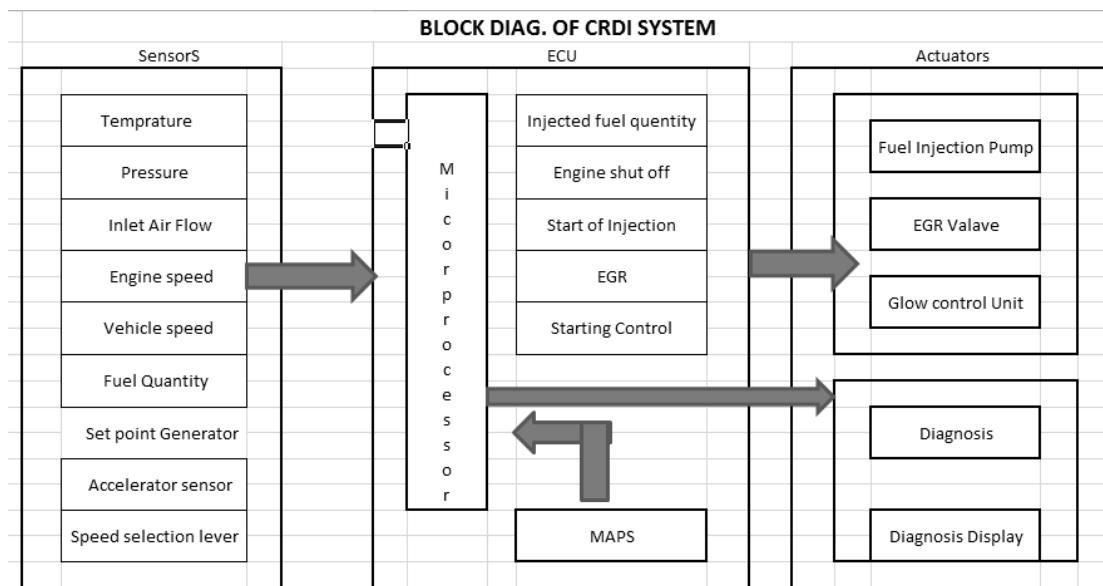 BLOCK DIAG. OF CRDI SYSTEM
SensorS
ECU
Actuators
Temprature
Pressure
Inlet Air Flow
Engine speed
Vehicle speed
Fuel Quantity
Set point Generator
Accelerator sensor
Speed selection lever
Micorprocessor
Injected fuel quentity
Engine shut off
Start of Injection
EGR
Starting Control
MAPS
Fuel Injection Pump
EGR Valave
Glow control Unit
Diagnosis
Diagnosis Display